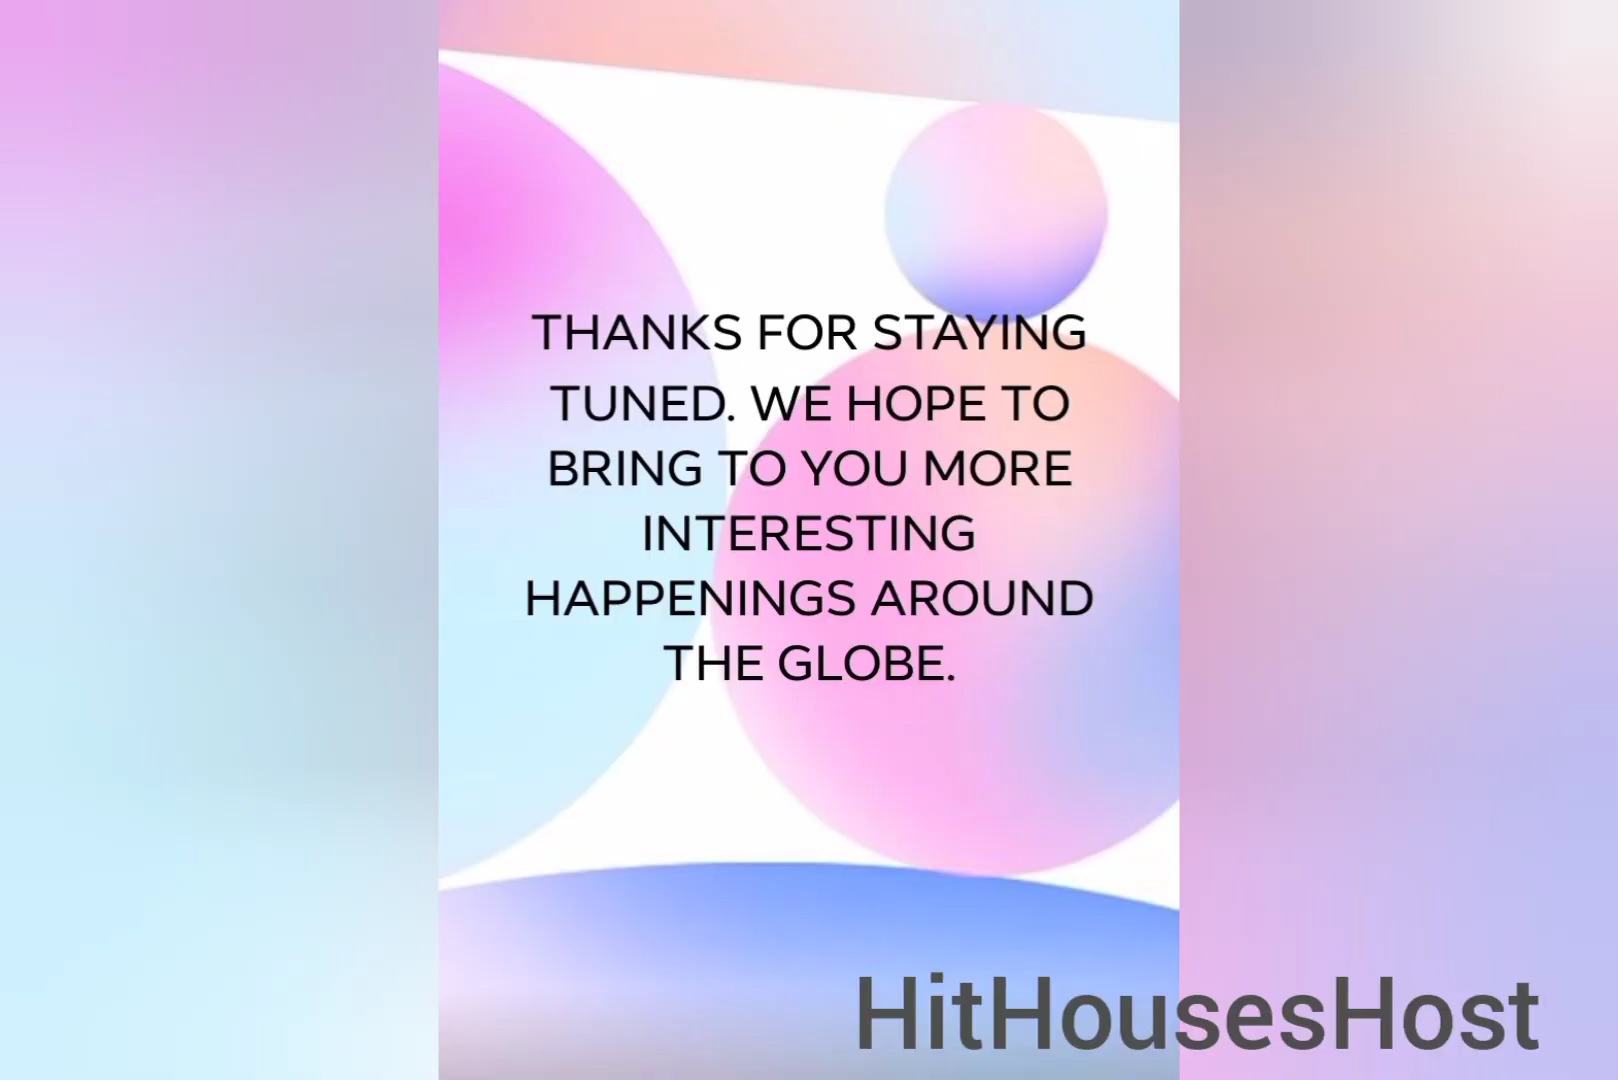 THANKS FOR STAYING
TUNED. WE HOPE TO
BRING TO YOU MORE
INTERESTING
HAPPENINGS AROUND
THE GLOBE.
HitHousesHost